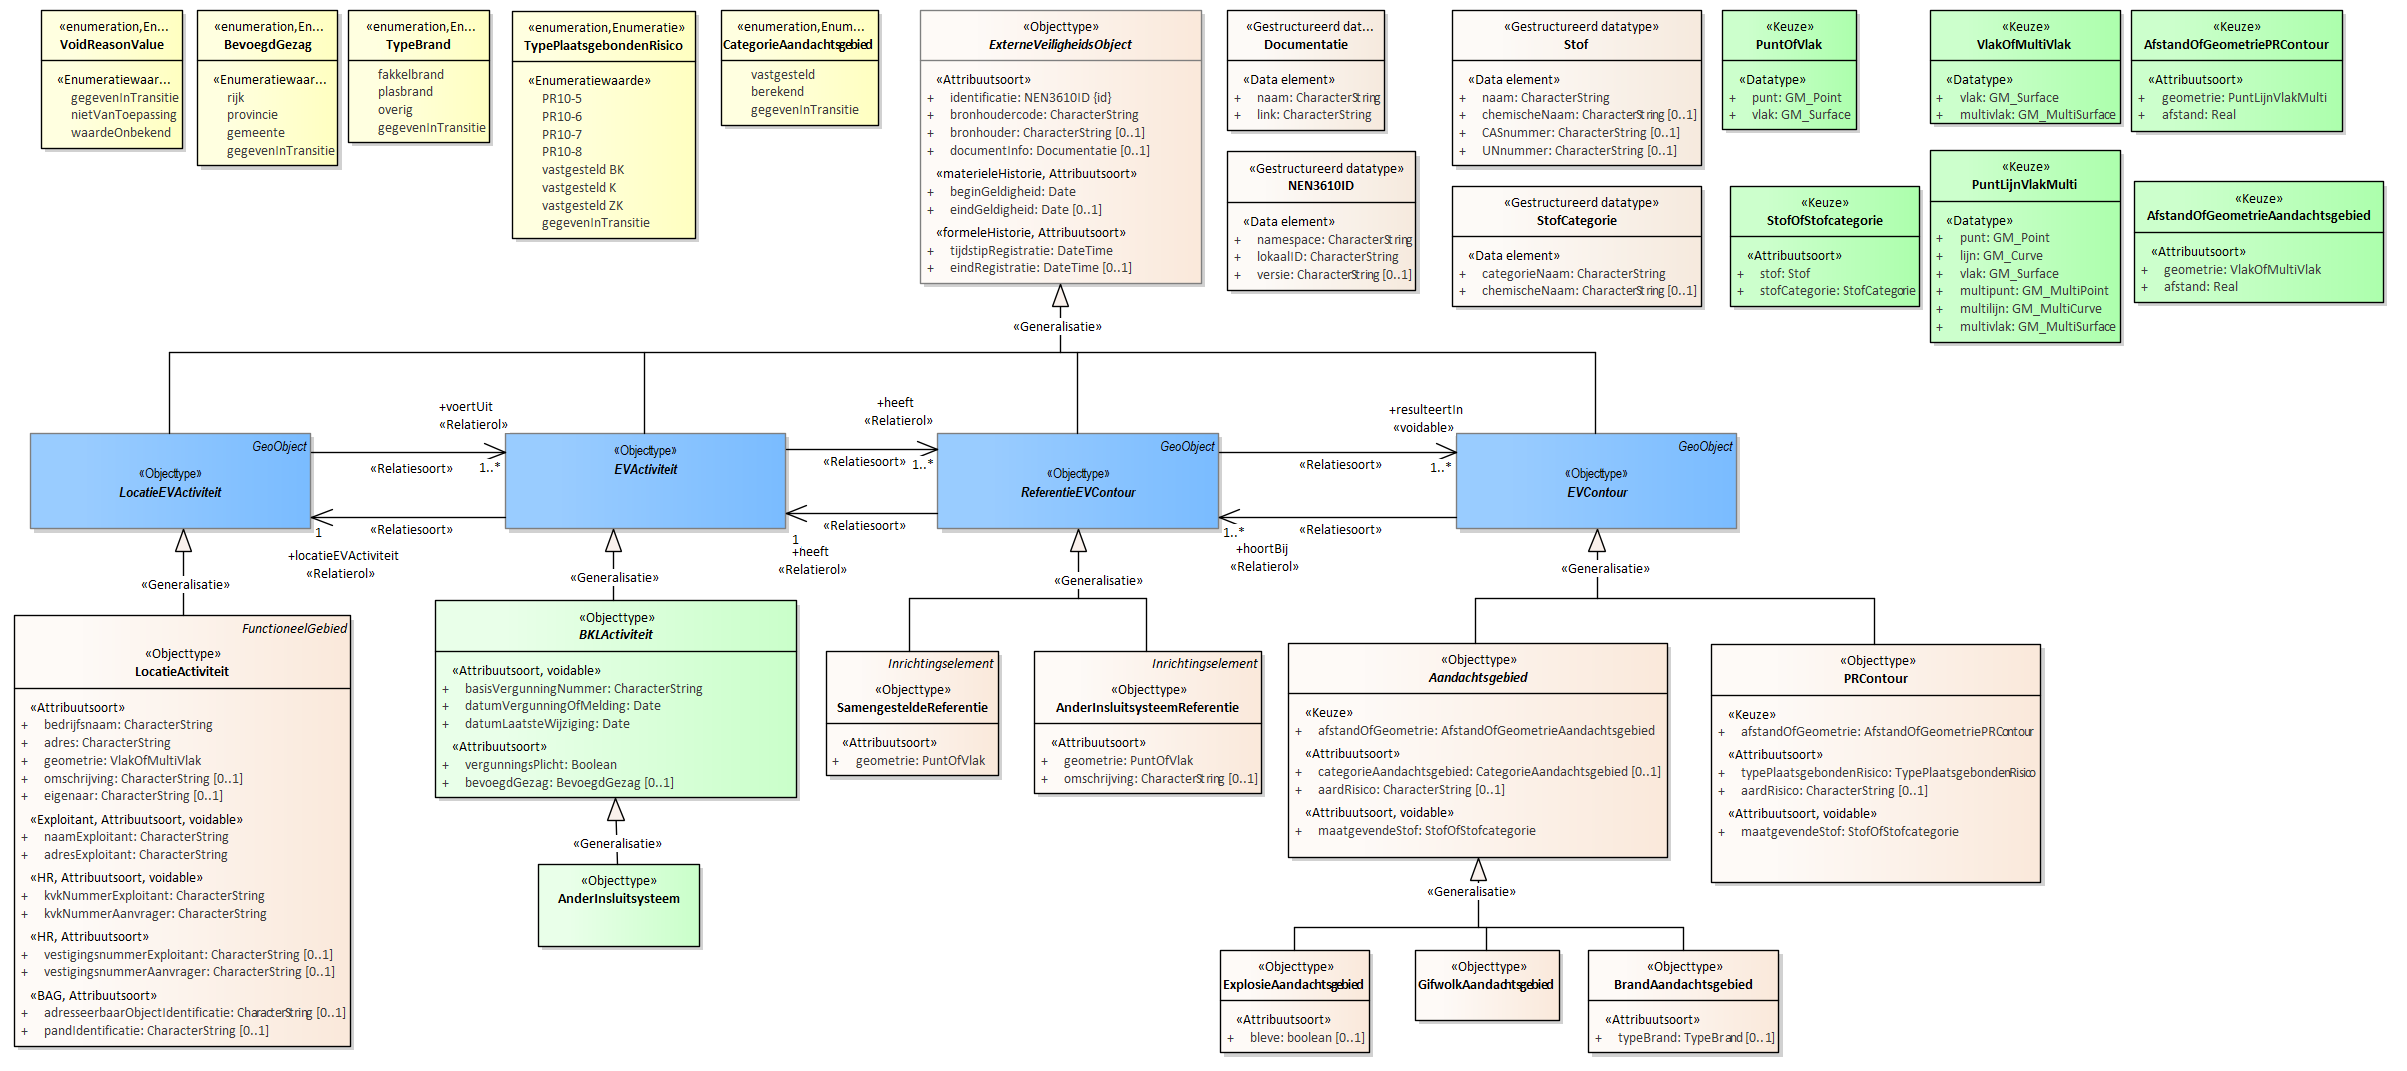 «enumeration,En...
VoidReasonValue
«Enumeratiewaar...
gegevenInTransitie
nietVanToepassing
waardeOnbekend
«enumeration,En...
BevoegdGezag
«Enumeratiewaar...
rijk
provincie
gemeente
gegevenInTransitie
«enumeration,En...
TypeBrand
fakkelbrand
plasbrand
overig
gegevenInTransitie
«enumeration,Enumeratie»
TypePlaatsgebondenRisico
«Enumeratiewaarde»
PR10-5
PR10-6
PR10-7
PR10-8
vastgesteld BK
vastgesteld K
vastgesteld ZK
gegevenInTransitie
«enumeration,Enum...
CategorieAandachtsgebied
vastgesteld
berekend
gegevenInTransitie
«Objecttype»
ExterneVeiligheidsObject
«Attribuutsoort»
+ identificatie: NEN3610ID {id}
+ bronhoudercode: CharacterString
+ bronhouder: CharacterString [0..1]
+ documentInfo: Documentatie [0..1]
«materieleHistorie, Attribuutsoort»
+ beginGeldigheid: Date
+ eindGeldigheid: Date [0..1]
«formeleHistorie, Attribuutsoort»
+ tijdstipRegistratie: DateTime
+ eindRegistratie: DateTime [0..1]
«Gestructureerd dat...
Documentatie
«Data element»
+ naam: CharacterString
+ link: CharacterString
«Gestructureerd datatype»
NEN3610ID
«Data element»
+ namespace: CharacterString
+ lokaalID: CharacterString
+ versie: CharacterString [0..1]
«Gestructureerd datatype»
Stof
«Data element»
+ naam: CharacterString
+ chemischeNaam: CharacterString [0..1]
+ CASnummer: CharacterString [0..1]
+ UNnummer: CharacterString [0..1]
«Gestructureerd datatype»
StofCategorie
«Data element»
+ categorieNaam: CharacterString
+ chemischeNaam: CharacterString [0..1]
«Keuze»
PuntOfVlak
«Datatype»
+ punt: GM_Point
+ vlak: GM_Surface
«Keuze»
StofOfStofcategorie
«Attribuutsoort»
+ stof: Stof
+ stofCategorie: StofCategorie
«Keuze»
VlakOfMultiVlak
«Datatype»
+ vlak: GM_Surface
+ multivlak: GM_MultiSurface
«Keuze»
PuntLijnVlakMulti
«Datatype»
+ punt: GM_Point
+ lijn: GM_Curve
+ vlak: GM_Surface
+ multipunt: GM_MultiPoint
+ multilijn: GM_MultiCurve
+ multivlak: GM_MultiSurface
«Keuze»
AfstandOfGeometriePRContour
«Attribuutsoort»
+ geometrie: PuntLijnVlakMulti
+ afstand: Real
«Keuze»
AfstandOfGeometrieAandachtsgebied
«Attribuutsoort»
+ geometrie: VlakOfMultiVlak
+ afstand: Real
«Generalisatie»
GeoObject
«Objecttype»
LocatieEVActiviteit
+voertUit
«Relatierol»
«Relatiesoort»
1..*
«Relatiesoort»
1
+locatieEVActiviteit
«Relatierol»
«Objecttype»
EVActiviteit
+heeft
«Relatierol»
«Relatiesoort»
1..*
«Relatiesoort»
1
+heeft
«Relatierol»
GeoObject
«Objecttype»
ReferentieEVContour
+resulteertIn
«voidable»
«Relatiesoort»
1..*
«Relatiesoort»
1..*
+hoortBij
«Relatierol»
GeoObject
«Objecttype»
EVContour
«Generalisatie»
«Generalisatie»
«Generalisatie»
«Generalisatie»
FunctioneelGebied
«Objecttype»
LocatieActiviteit
«Attribuutsoort»
+ bedrijfsnaam: CharacterString
+ adres: CharacterString
+ geometrie: VlakOfMultiVlak
+ omschrijving: CharacterString [0..1]
+ eigenaar: CharacterString [0..1]
«Exploitant, Attribuutsoort, voidable»
+ naamExploitant: CharacterString
+ adresExploitant: CharacterString
«HR, Attribuutsoort, voidable»
+ kvkNummerExploitant: CharacterString
+ kvkNummerAanvrager: CharacterString
«HR, Attribuutsoort»
+ vestigingsnummerExploitant: CharacterString [0..1]
+ vestigingsnummerAanvrager: CharacterString [0..1]
«BAG, Attribuutsoort»
+ adresseerbaarObjectIdentificatie: CharacterString [0..1]
+ pandIdentificatie: CharacterString [0..1]
«Objecttype»
BKLActiviteit
«Attribuutsoort, voidable»
+ basisVergunningNummer: CharacterString
+ datumVergunningOfMelding: Date
+ datumLaatsteWijziging: Date
«Attribuutsoort»
+ vergunningsPlicht: Boolean
+ bevoegdGezag: BevoegdGezag [0..1]
«Generalisatie»
«Objecttype»
AnderInsluitsysteem
Inrichtingselement
«Objecttype»
SamengesteldeReferentie
«Attribuutsoort»
+ geometrie: PuntOfVlak
Inrichtingselement
«Objecttype»
AnderInsluitsysteemReferentie
«Attribuutsoort»
+ geometrie: PuntOfVlak
+ omschrijving: CharacterString [0..1]
«Objecttype»
Aandachtsgebied
«Keuze»
+ afstandOfGeometrie: AfstandOfGeometrieAandachtsgebied
«Attribuutsoort»
+ categorieAandachtsgebied: CategorieAandachtsgebied [0..1]
+ aardRisico: CharacterString [0..1]
«Attribuutsoort, voidable»
+ maatgevendeStof: StofOfStofcategorie
«Objecttype»
PRContour
«Keuze»
+ afstandOfGeometrie: AfstandOfGeometriePRContour
«Attribuutsoort»
+ typePlaatsgebondenRisico: TypePlaatsgebondenRisico
+ aardRisico: CharacterString [0..1]
«Attribuutsoort, voidable»
+ maatgevendeStof: StofOfStofcategorie
«Generalisatie»
«Objecttype»
ExplosieAandachtsgebied
«Attribuutsoort»
+ bleve: boolean [0..1]
«Objecttype»
GifwolkAandachtsgebied
«Objecttype»
BrandAandachtsgebied
«Attribuutsoort»
+ typeBrand: TypeBrand [0..1]